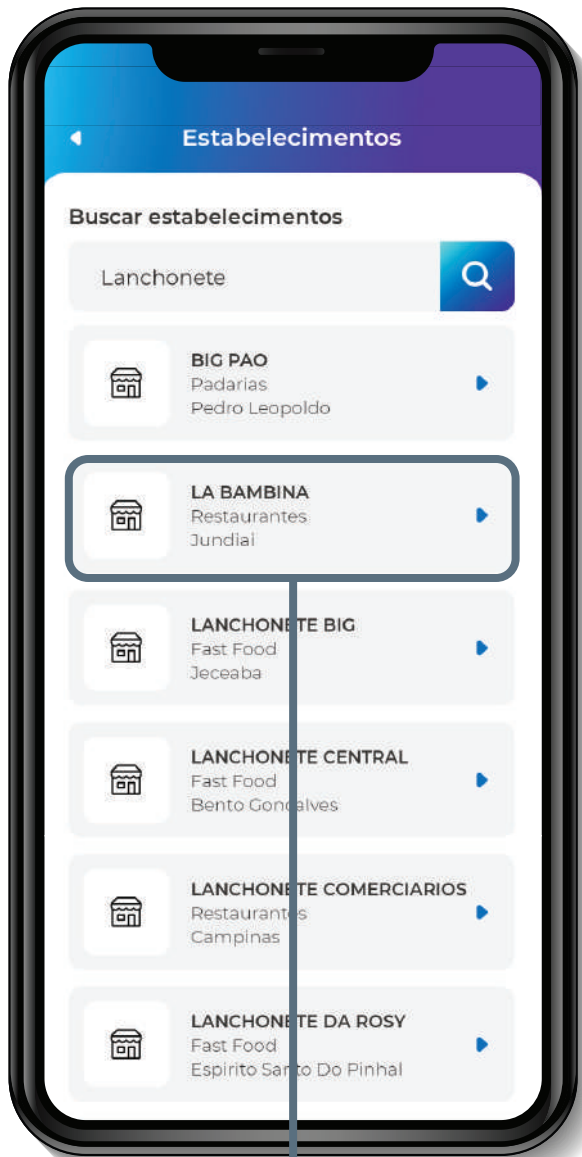 Estabelecimentos
Buscar estabelecimentos
Lanchonete
BIG PAO
Padarias
Pedro Leopoldo
LA BAMBINA
Restaurantes
Jundiai
LANCHONETE BIG
Fast Food
Jeceaba
LANCHONETE CENTRAL
Fast Food
Bento Goncalves
LANCHONETE COMERCIARIOS
Restaurantes
Campinas
LANCHONETE DA ROSY
Fast Food
Espirito Santo Do Pinhal